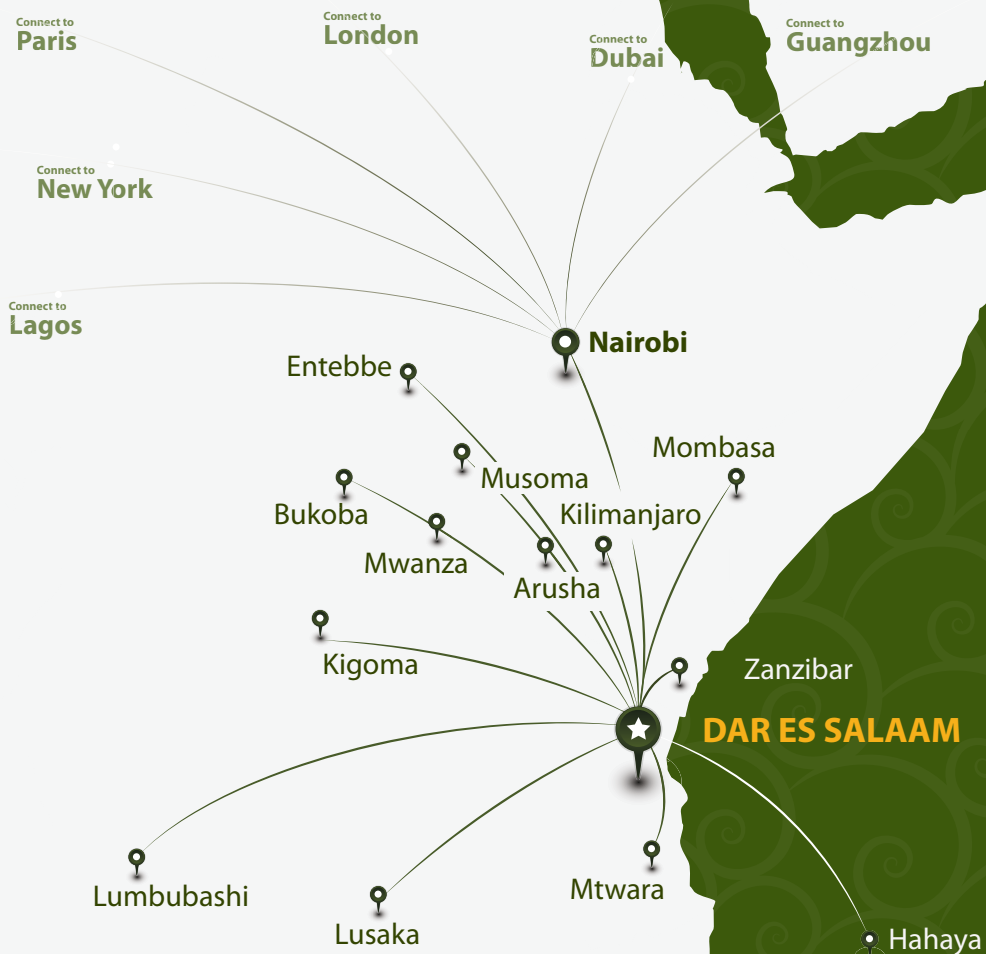 Connect to
Paris
Connect to
London
Connect to
Dubai
Connect to
Guangzhou
Connect to
New York
Connect to
Lagos
Nairobi
Entebbe
Mombasa
Musoma
Bukoba
Kilimanjaro
Mwanza
Arusha
Kigoma
Zanzibar
DAR ES SALAAM
Lumbubashi
Mtwara
Lusaka
Hahaya